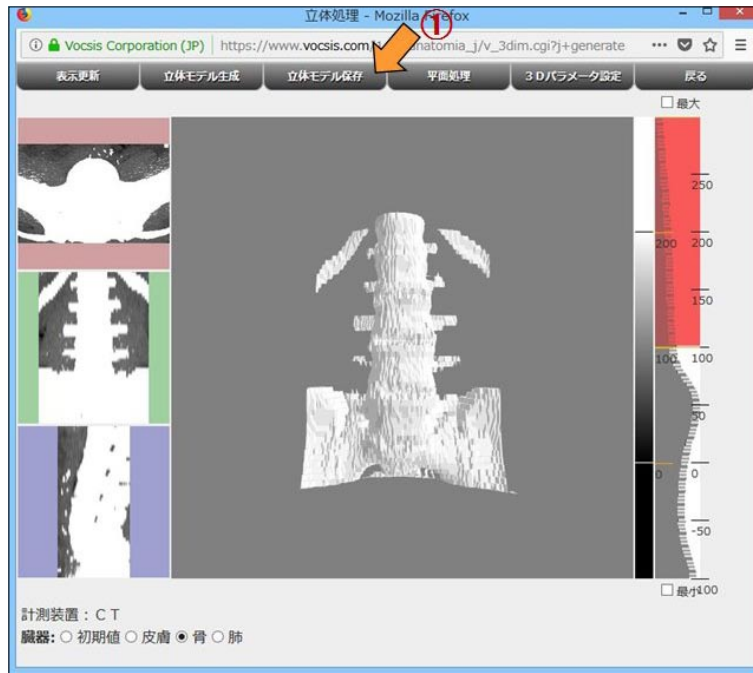 立体処理 - Mozilla Firefox
①
Vocsis Corporation (JP) https://www.vocsis.com natomia_j/v_3dim.cgi?j+generate
表示更新 立体モデル生成 立体モデル保存 平面処理 3Dパラメータ設定 戻る
最大
250
200 200
150
100 100
50
0 0
-50
最小 -100
計測装置：CT
臓器: 初期値 皮膚 骨 肺